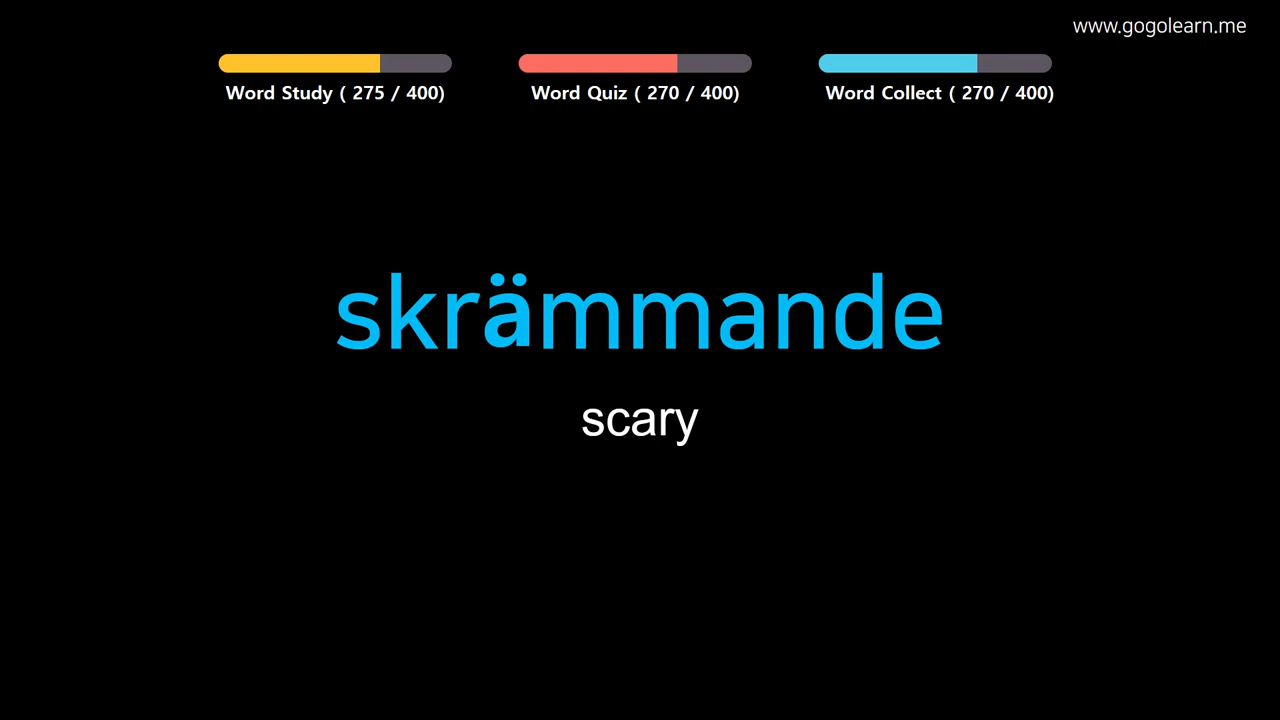 www.gogolearn.me
Word Study ( 275 / 400)
Word Quiz ( 270 / 400)
Word Collect ( 270 / 400)
skrämmande
scary